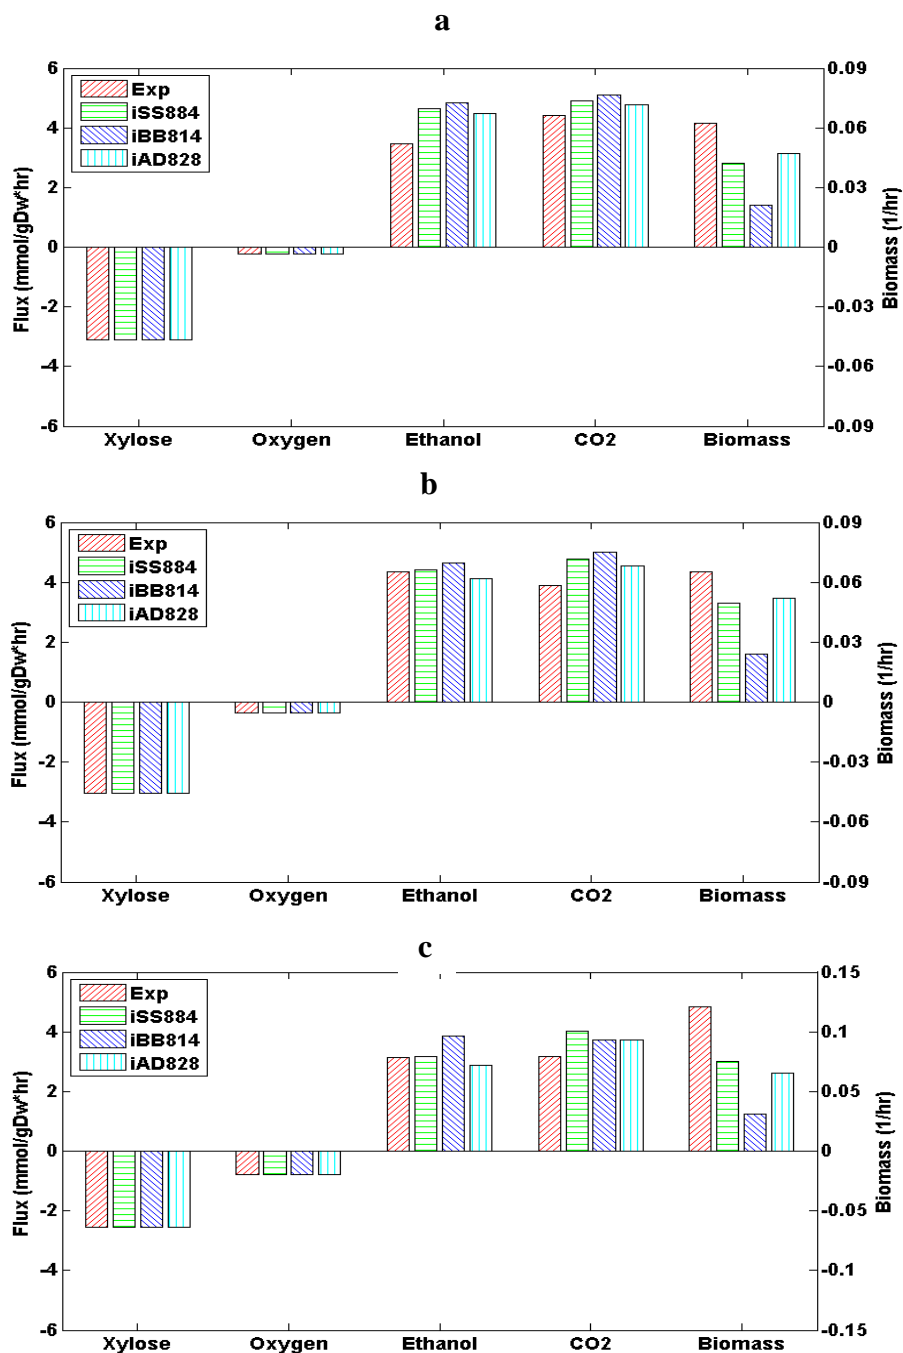 a
6
4
2
0
-2
-4
-6
Flux (mmol/gDw*hr)
0.09
0.06
0.03
0
-0.03
-0.06
-0.09
Biomass (1/hr)
Exp
iSS884
iBB814
iAD828
Xylose Oxygen Ethanol CO2 Biomass
b
6
4
2
0
-2
-4
-6
Flux (mmol/gDw*hr)
0.09
0.06
0.03
0
-0.03
-0.06
-0.09
Biomass (1/hr)
Exp
iSS884
iBB814
iAD828
Xylose Oxygen Ethanol CO2 Biomass
c
6
4
2
0
-2
-4
-6
Flux (mmol/gDw*hr)
0.15
0.1
0.05
0
-0.05
-0.1
-0.15
Biomass (1/hr)
Exp
iSS884
iBB814
iAD828
Xylose Oxygen Ethanol CO2 Biomass